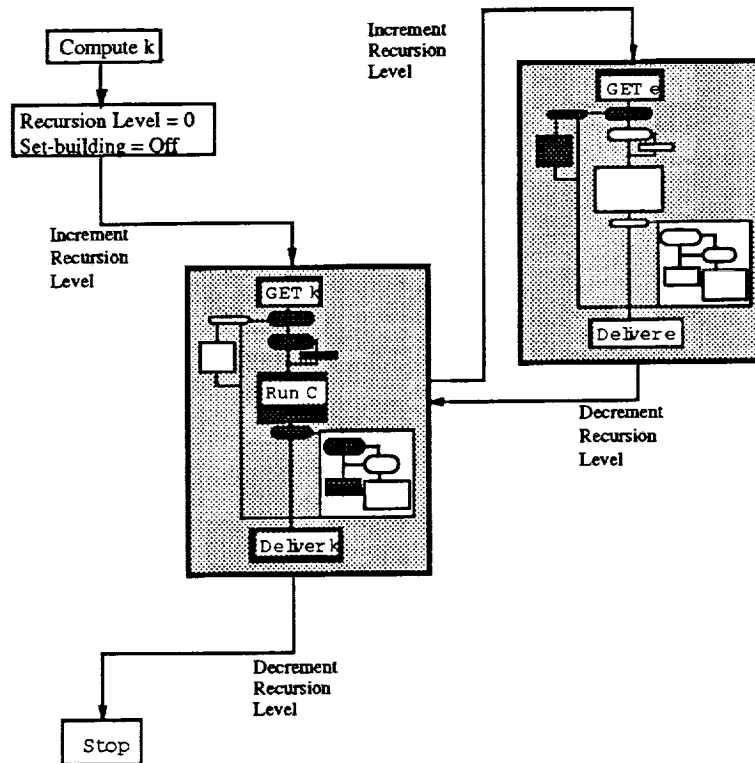 Compute k
Recursion Level = 0
Set-building = Off
Increment
Recursion
Level
GET k
Run C
Deliver k
Decrement
Recursion
Level
Stop
Increment
Recursion
Level
GET e
Deliver e
Decrement
Recursion
Level